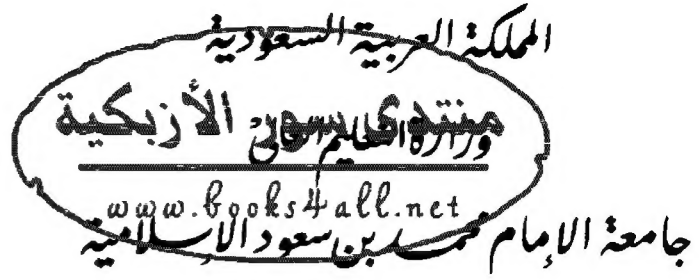 المملكة العربية السعودية
منتدى سور الأزبكية
وزارة التعليم العالي
www.books4all.net
جامعة الإمام محمد بن سعود الإسلامية